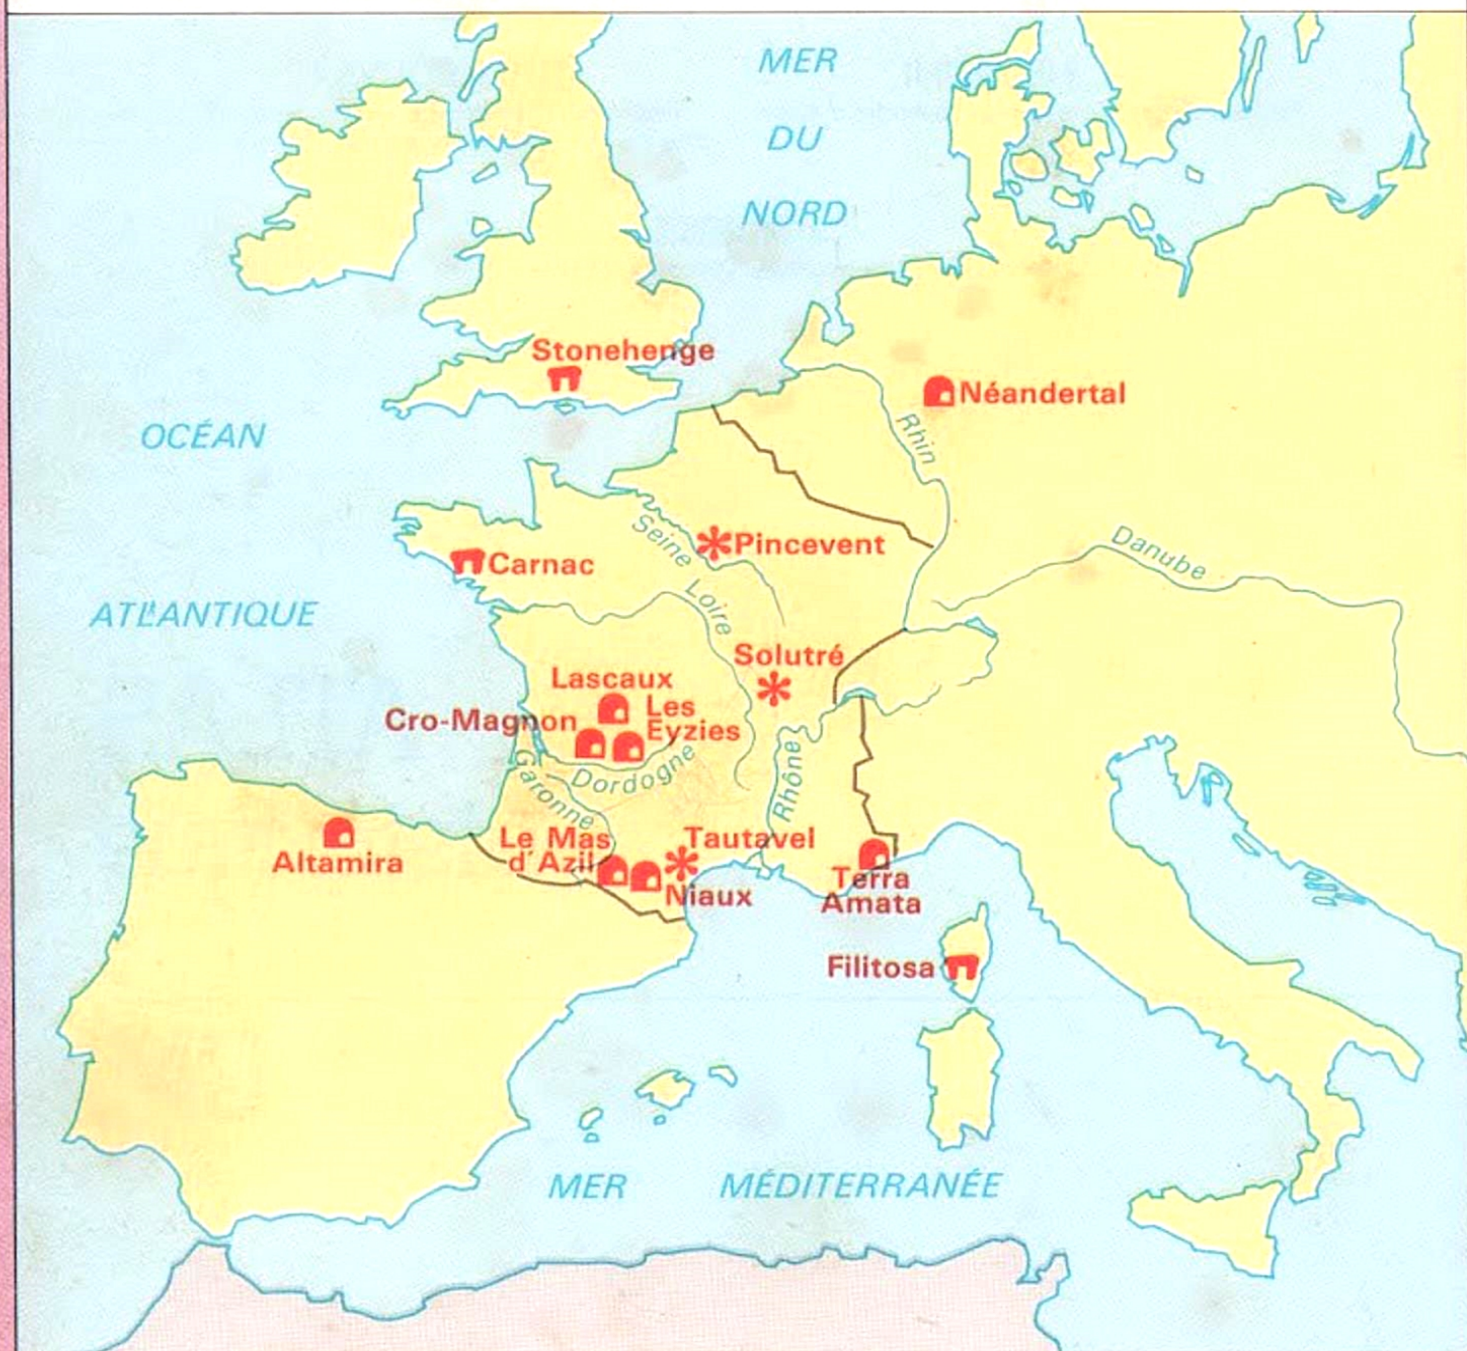 MER
DU
NORD
Stonehenge
Néandertal
OCÉAN
Rhin
Seine
Pincevent
Danube
Carnac
Loire
ATLANTIQUE
Solutré
Lascaux
Les
Eyzies
Cro-Magnon
Dordogne
Garonne
Rhône
Le Mas
d'Azil
Tautavel
Altamira
Niaux
Terra
Amata
Filitosa
MER MÉDITERRANÉE